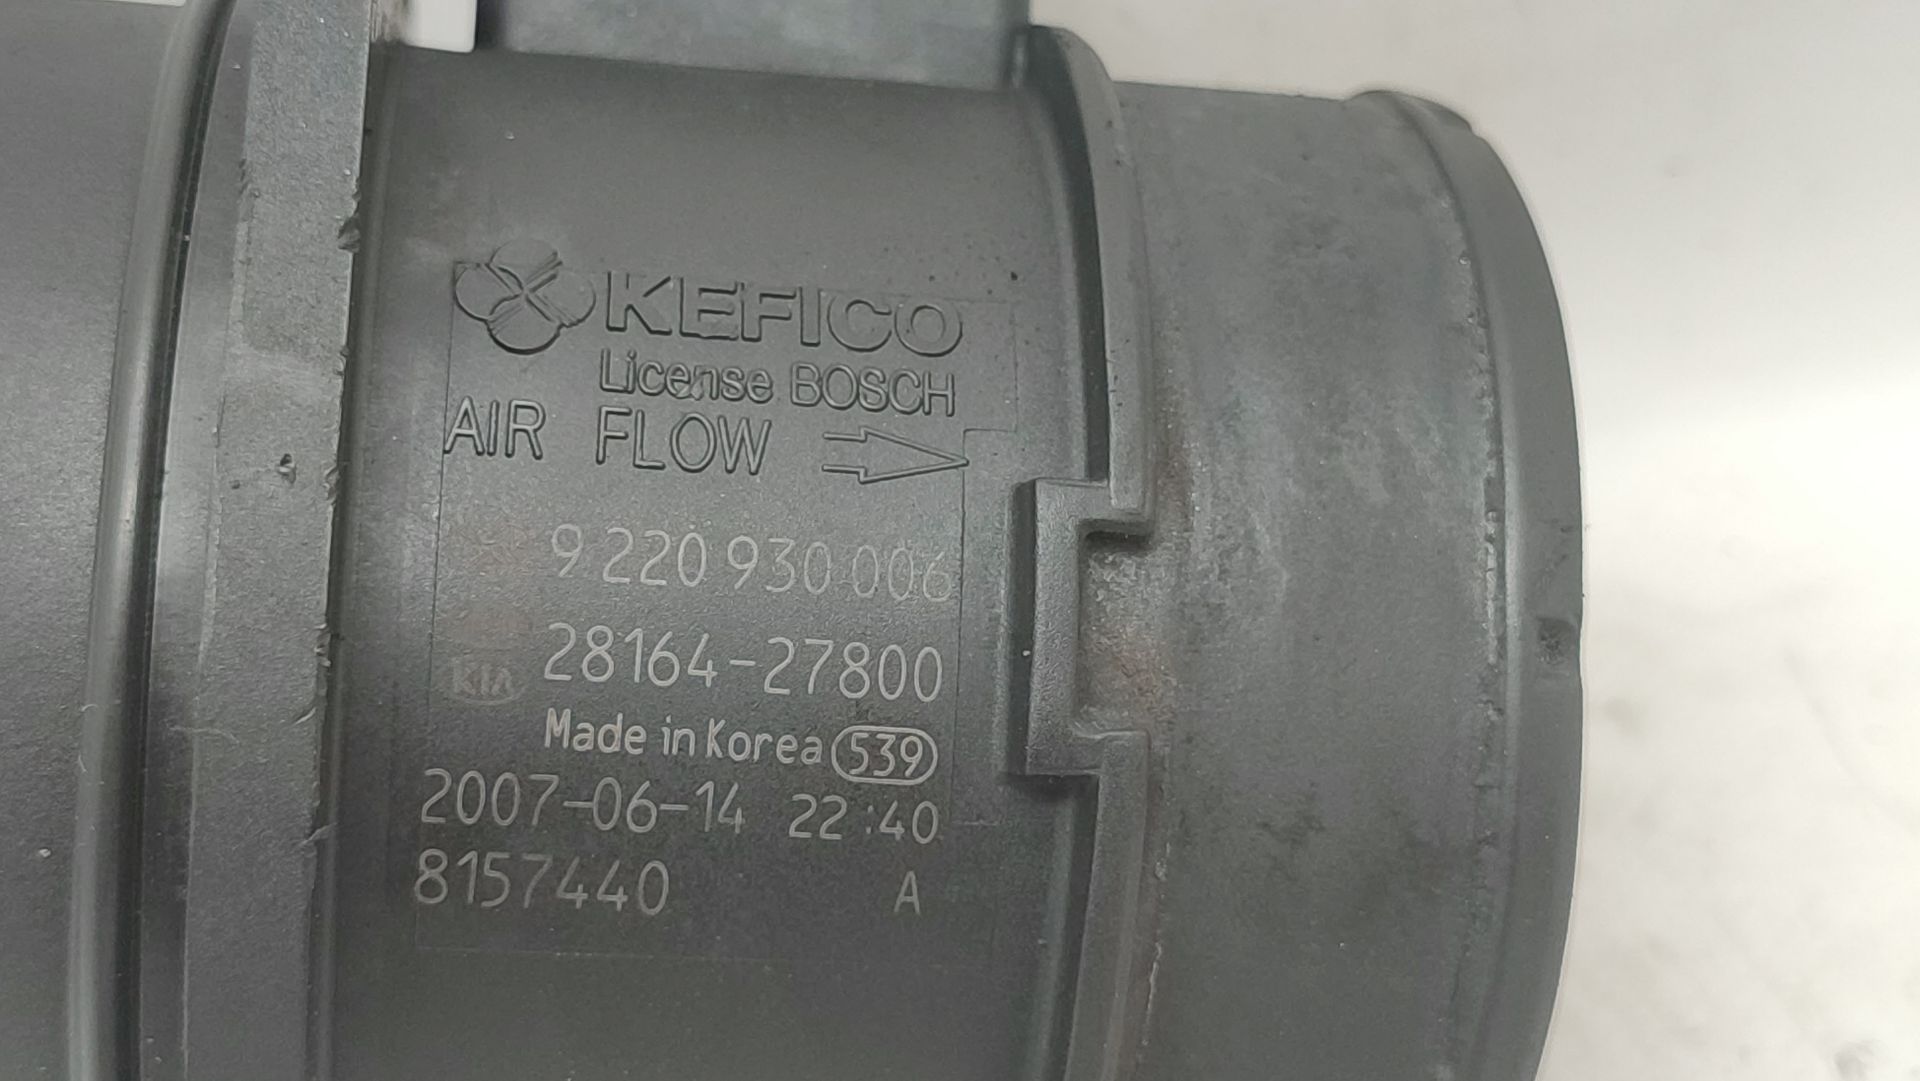 KEFICO
License BOSCH
AIR FLOW
9 220 930 006
28164-27800
KIA
Made in Korea 539
2007-06-14 22:40
8157440 A